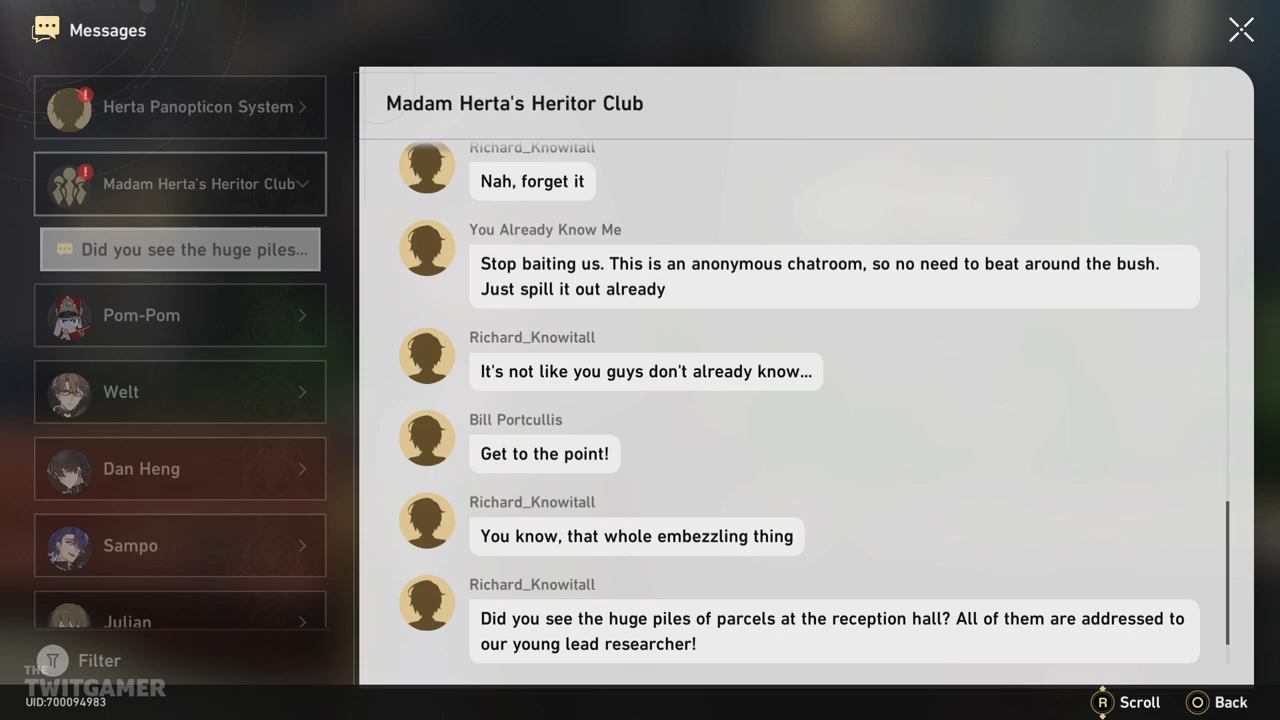 Messages
Herta Panopticon System
Madam Herta's Heritor Club
Did you see the huge piles...
Pom-Pom
Welt
Dan Heng
Sampo
Julian
Filter
THE
TWITGAMER
UID:700094983
Madam Herta's Heritor Club
Richard_Knowitall
Nah, forget it
You Already Know Me
Stop baiting us. This is an anonymous chatroom, so no need to beat around the bush.
Just spill it out already
Richard_Knowitall
It's not like you guys don't already know...
Bill Portcullis
Get to the point!
Richard_Knowitall
You know, that whole embezzling thing
Richard_Knowitall
Did you see the huge piles of parcels at the reception hall? All of them are addressed to
our young lead researcher!
R Scroll
Back